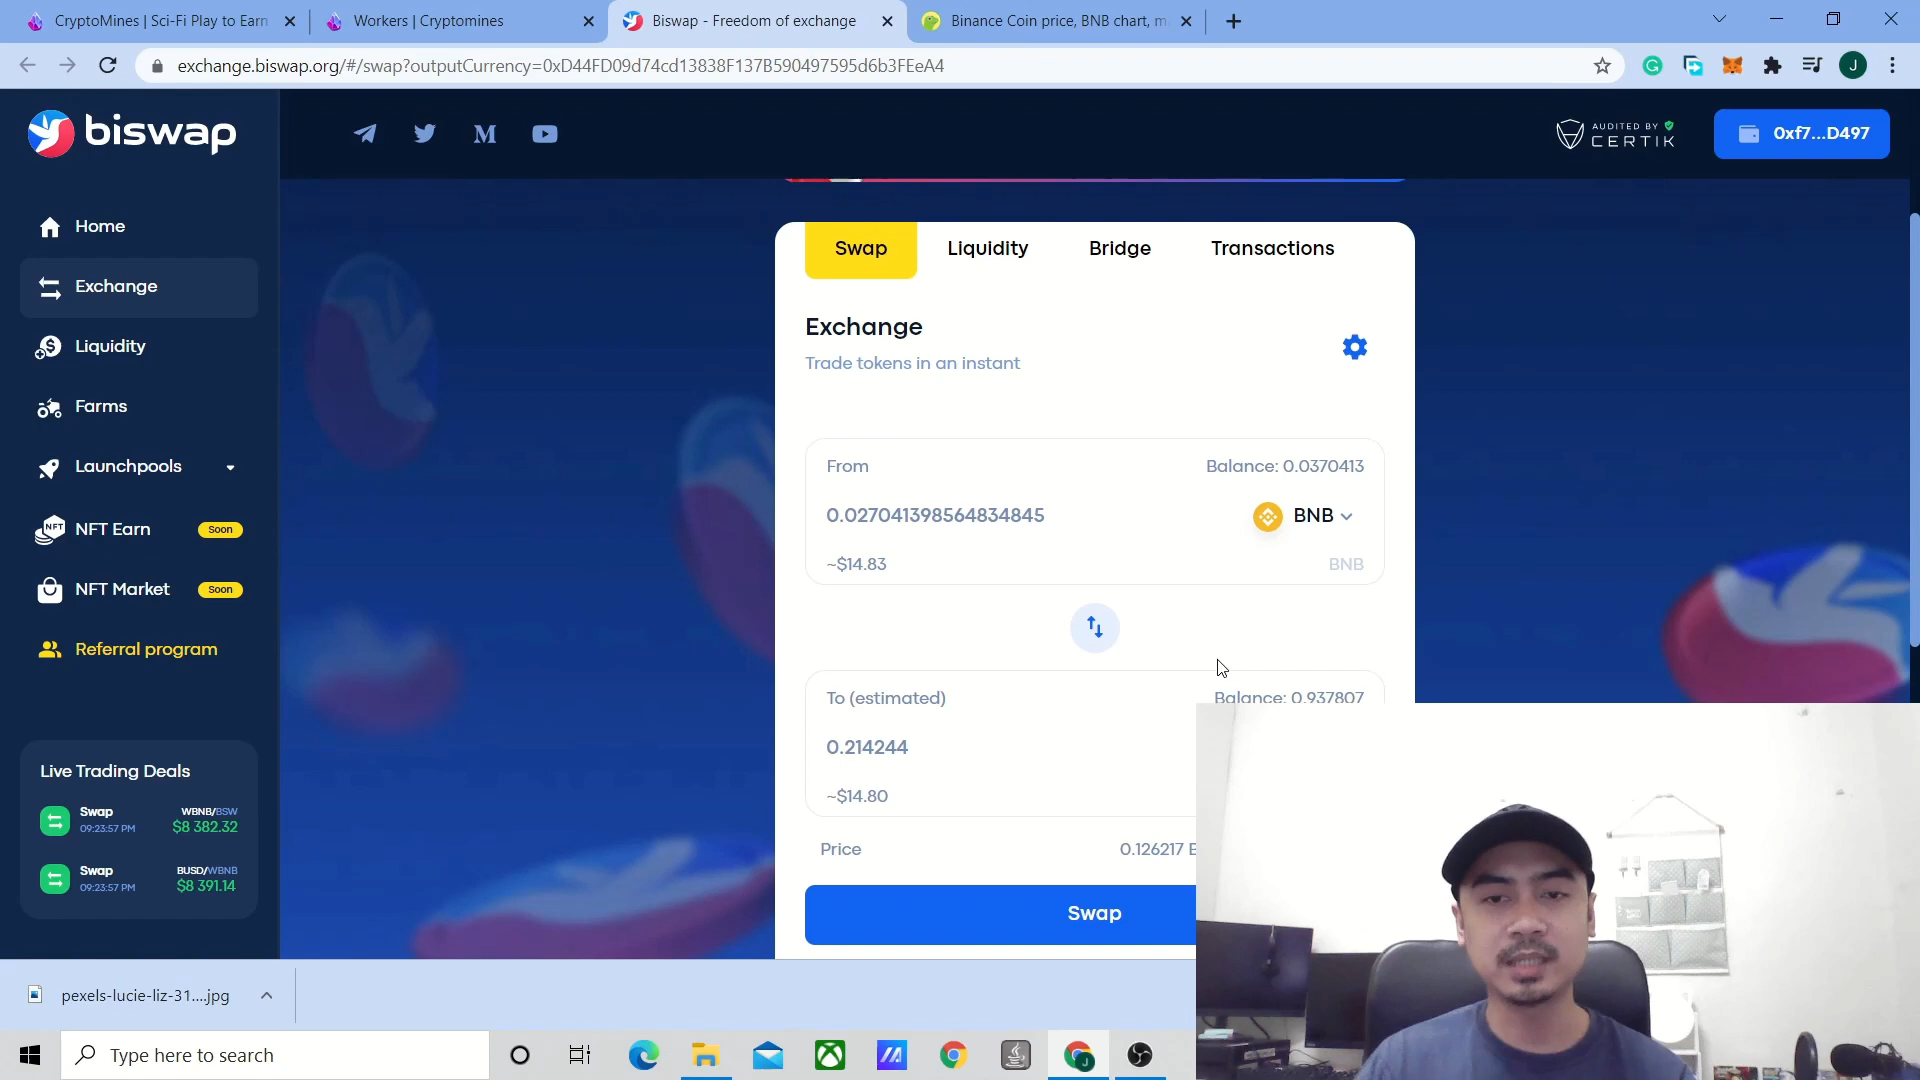 CryptoMines | Sci-Fi Play to Earn
Workers | Cryptomines
Biswap - Freedom of exchange
Binance Coin price, BNB chart, m
exchange.biswap.org/#/swap?outputCurrency=0xD44FD09d74cd13838F137B590497595d6b3FEeA4
J
biswap
M
AUDITED BY
CERTIK
0xf7...D497
Home
Exchange
Liquidity
Farms
Launchpools
NFT
NFT Earn
Soon
NFT Market
Soon
Referral program
Live Trading Deals
Swap WBNB/BSW
09:23:57 PM $8 382.32
Swap BUSD/WBNB
09:23:57 PM $8 391.14
Swap
Liquidity
Bridge
Transactions
Exchange
Trade tokens in an instant
From
Balance: 0.0370413
0.027041398564834845
BNB
~$14.83
BNB
To (estimated)
Balance: 0.937807
0.214244
~$14.80
Price
0.126217
Swap
pexels-lucie-liz-31....jpg
Type here to search
J